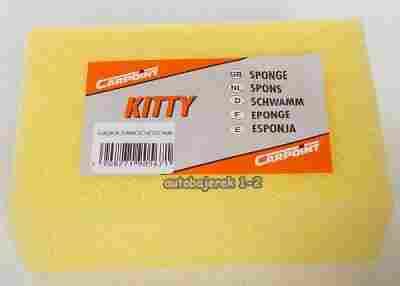 CARPOINT
KITTY
GB SPONGE
NL SPONS
D SCHWAMM
F EPONGE
E ESPONJA
autobajerek 1-2
CARPOINT